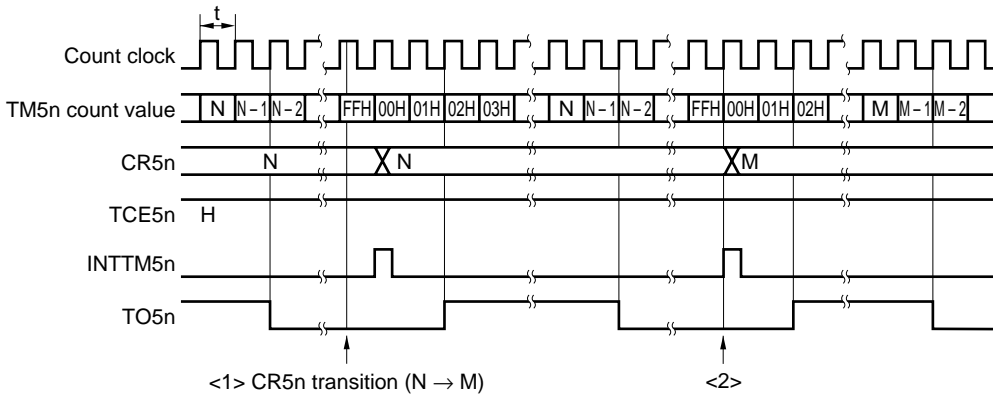 t
Count clock
TM5n count value N N−1 N−2 FFH 00H 01H 02H 03H N N−1 N−2 FFH 00H 01H 02H M M−1 M−2
CR5n N N M
TCE5n H
INTTM5n
TO5n
<1> CR5n transition (N → M) <2>